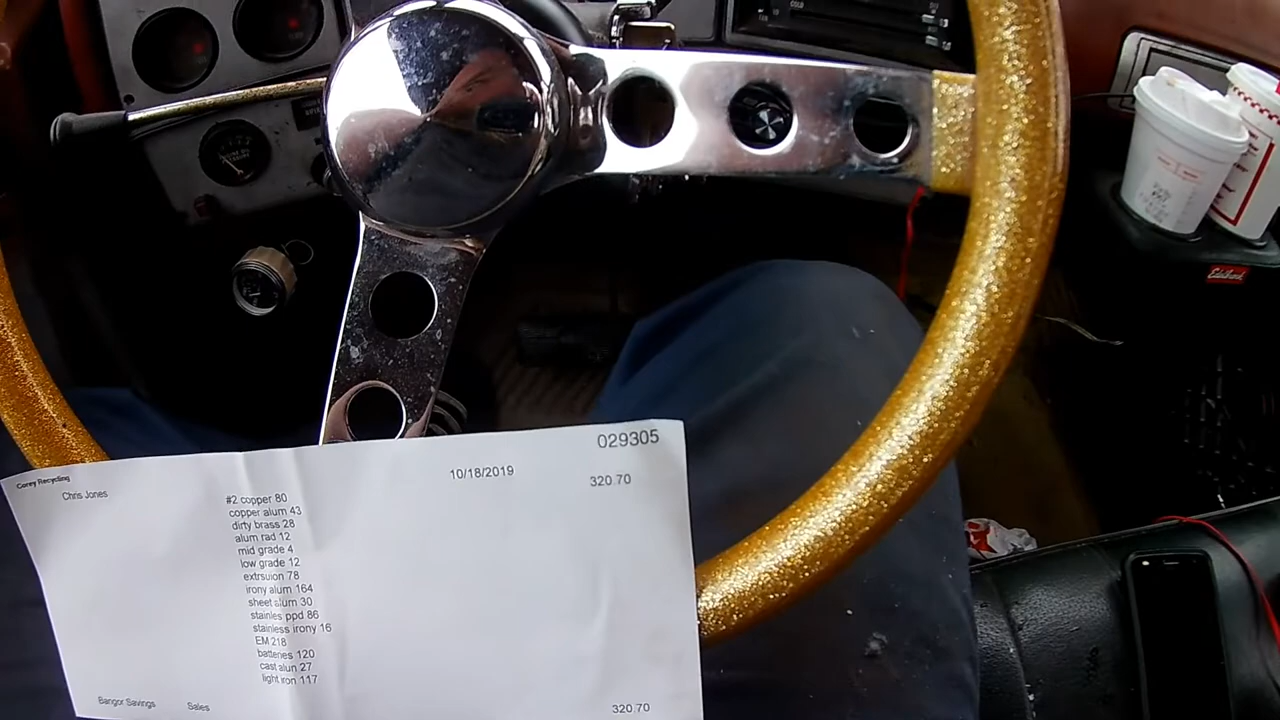 COLD
Edelbrock
029305
Corey Recycling
10/18/2019
Chris Jones
320.70
#2 copper 80
copper alum 43
dirty brass 28
alum rad 12
mid grade 4
low grade 12
extrsuion 78
irony alum 164
sheet alum 30
stainles ppd 86
stainless irony 16
EM 218
batteries 120
cast alun 27
light iron 117
Bangor Savings
Sales
320.70